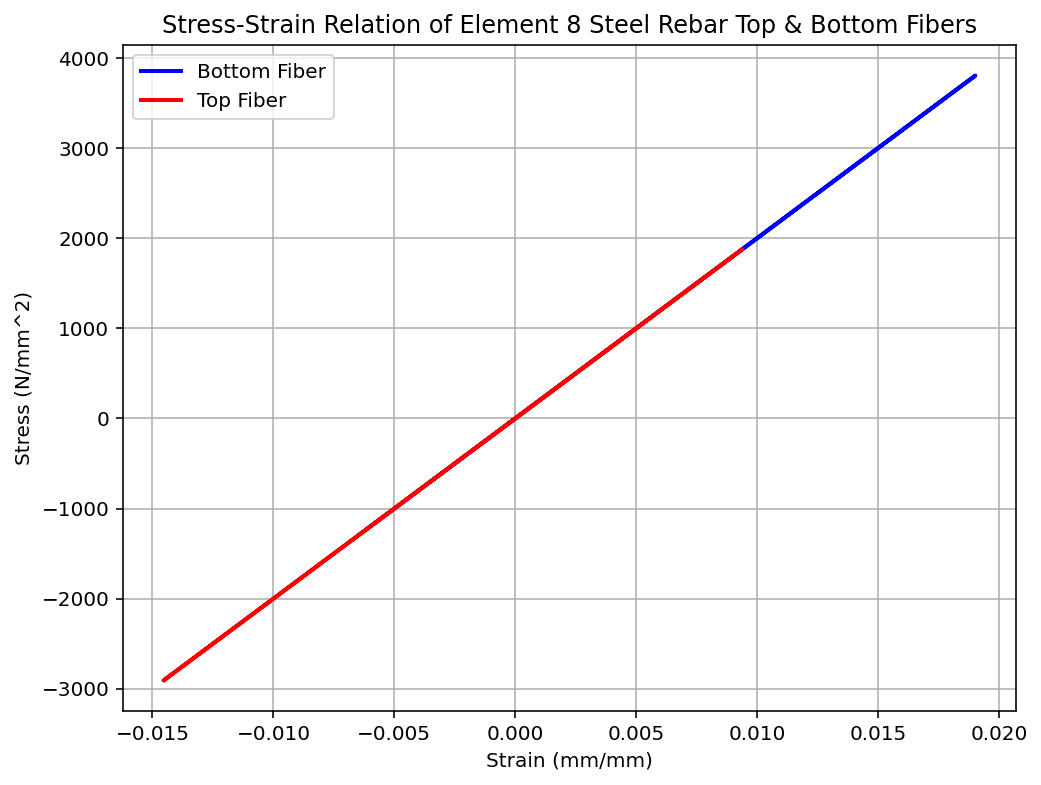 Stress-Strain Relation of Element 8 Steel Rebar Top & Bottom Fibers
Bottom Fiber
Top Fiber
4000
3000
2000
1000
0
−1000
−2000
−3000
Stress (N/mm^2)
−0.015 −0.010 −0.005 0.000 0.005 0.010 0.015 0.020
Strain (mm/mm)